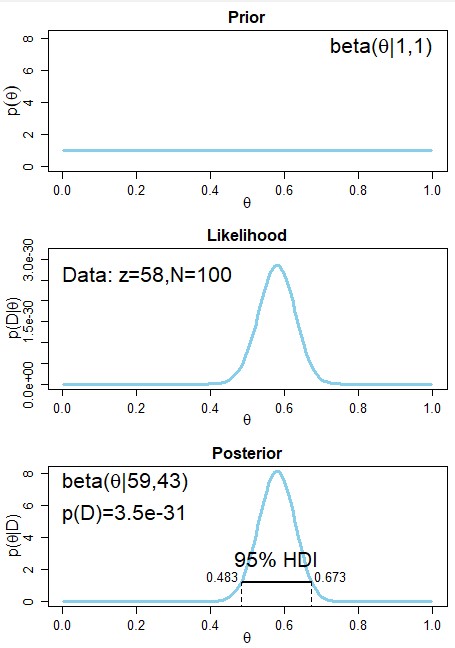 Prior
beta(θ|1,1)
p(θ)
0 2 4 6 8
0.0 0.2 0.4 0.6 0.8 1.0
θ
Likelihood
Data: z=58,N=100
p(D|θ)
0.0e+00 1.5e-30 3.0e-30
0.0 0.2 0.4 0.6 0.8 1.0
θ
Posterior
beta(θ|59,43)
p(D)=3.5e-31
p(θ|D)
0 2 4 6 8
95% HDI
0.483 0.673
0.0 0.2 0.4 0.6 0.8 1.0
θ